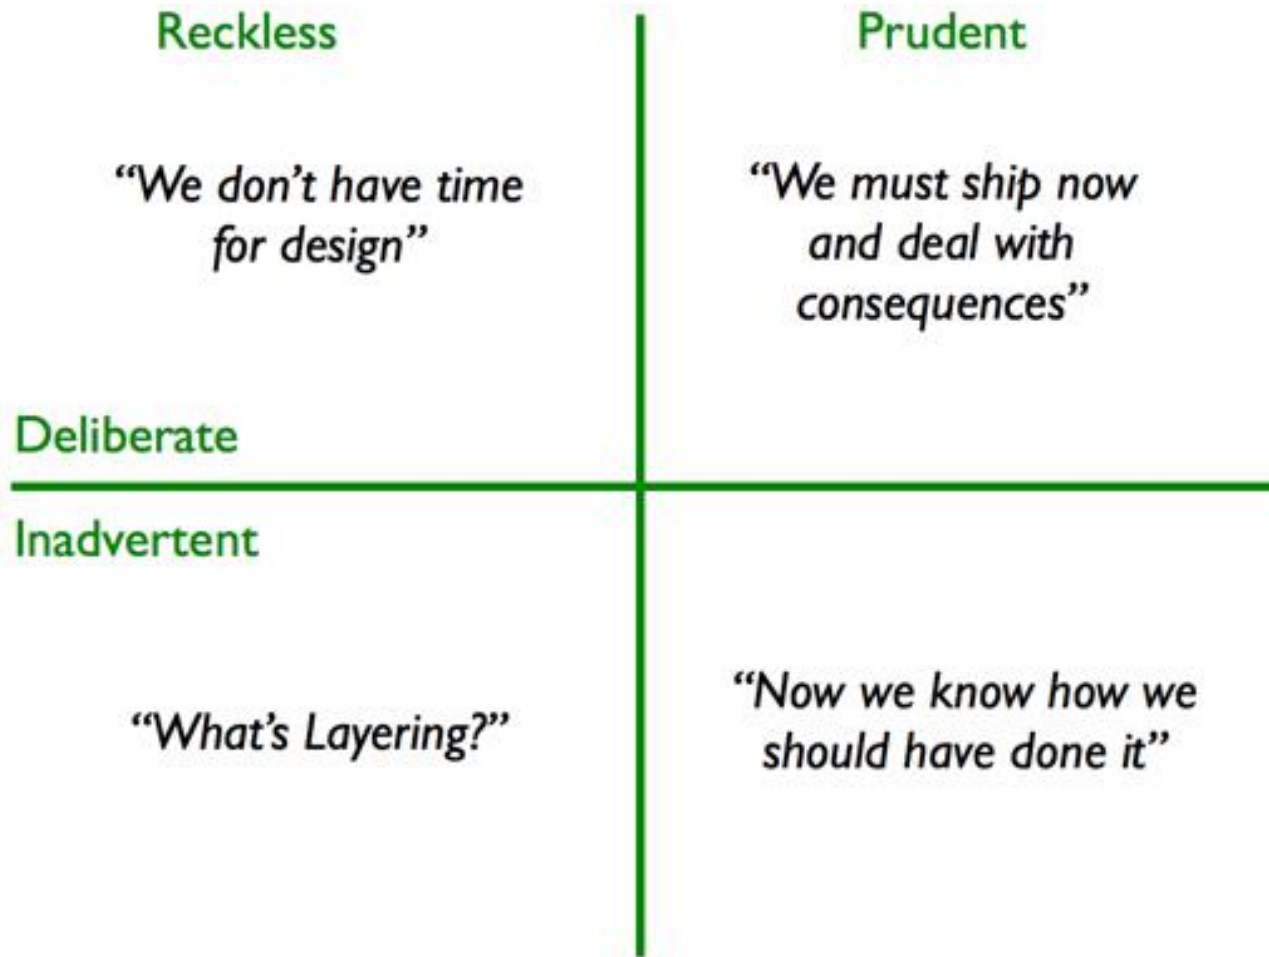 Reckless
Prudent
“We don’t have time
for design”
“We must ship now
and deal with
consequences”
Deliberate
Inadvertent
“What’s Layering?”
“Now we know how we
should have done it”